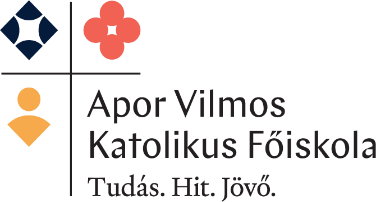 Apor Vilmos
Katolikus Főiskola
Tudás. Hit. Jövő.